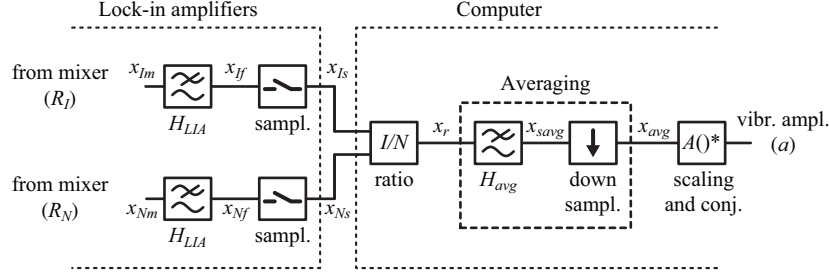 Lock-in amplifiers
Computer
from mixer
(R_I)
x_Im
x_If
x_Is
H_LIA
sampl.
from mixer
(R_N)
x_Nm
x_Nf
x_Ns
H_LIA
sampl.
I/N
ratio
x_r
Averaging
x_savg
x_avg
H_avg
down
sampl.
A()*
scaling
and conj.
vibr. ampl.
(a)